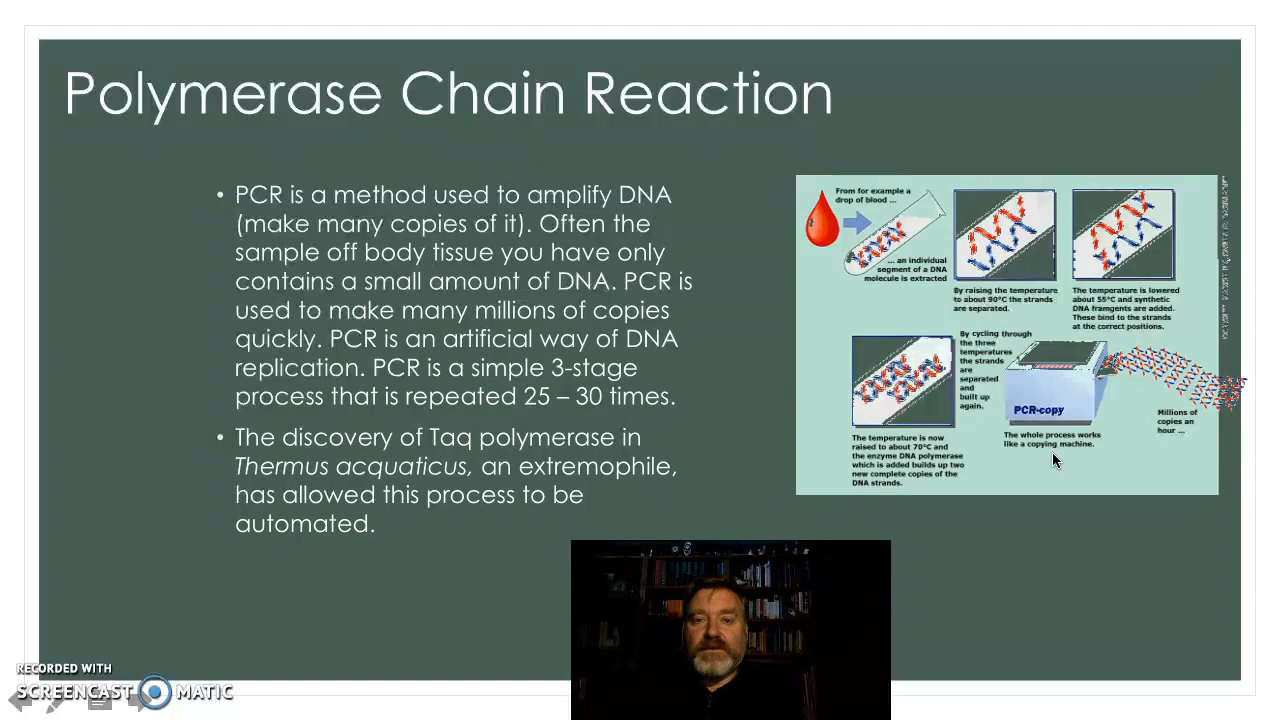 Polymerase Chain Reaction
• PCR is a method used to amplify DNA
(make many copies of it). Often the
sample off body tissue you have only
contains a small amount of DNA. PCR is
used to make many millions of copies
quickly. PCR is an artificial way of DNA
replication. PCR is a simple 3-stage
process that is repeated 25 – 30 times.
• The discovery of Taq polymerase in
Thermus acquaticus, an extremophile,
has allowed this process to be
automated.
From for example a
drop of blood ...
... an individual
segment of a DNA
molecule is extracted
By raising the temperature
to about 90°C the strands
are separated.
The temperature is lowered
about 55°C and synthetic
DNA framgents are added.
These bind to the strands
at the correct positions.
The temperature is now
raised to about 70°C and
the enzyme DNA polymerase
which is added builds up two
new complete copies of the
DNA strands.
By cycling through
the three
temperatures
the strands
are
separated
and
built up
again.
PCR-copy
The whole process works
like a copying machine.
Millions of
copies an
hour ...
RECORDED WITH
SCREENCAST MATIC